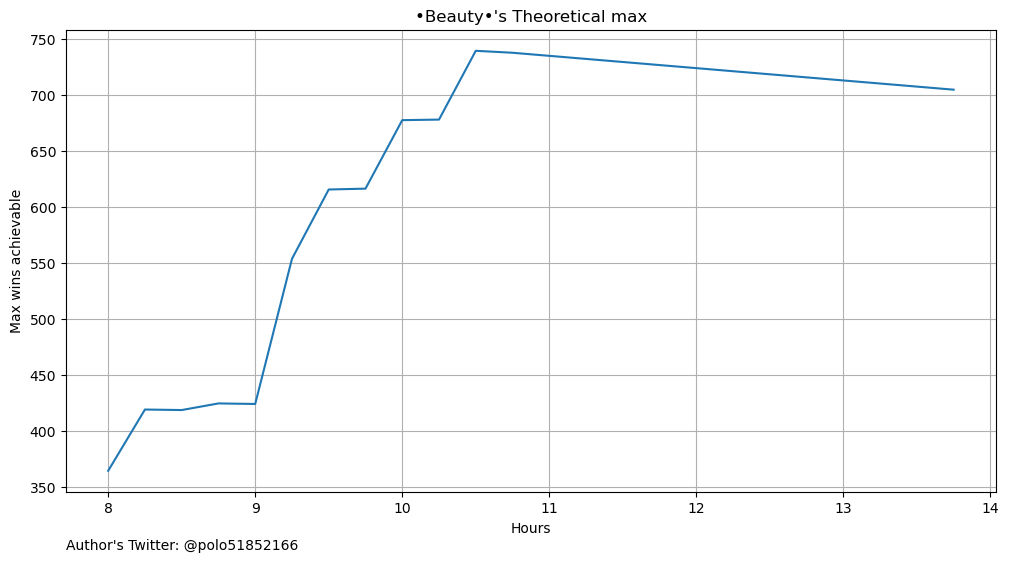 •Beauty•'s Theoretical max
Max wins achievable
750
700
650
600
550
500
450
400
350
8 9 10 11 12 13 14
Hours
Author's Twitter: @polo51852166